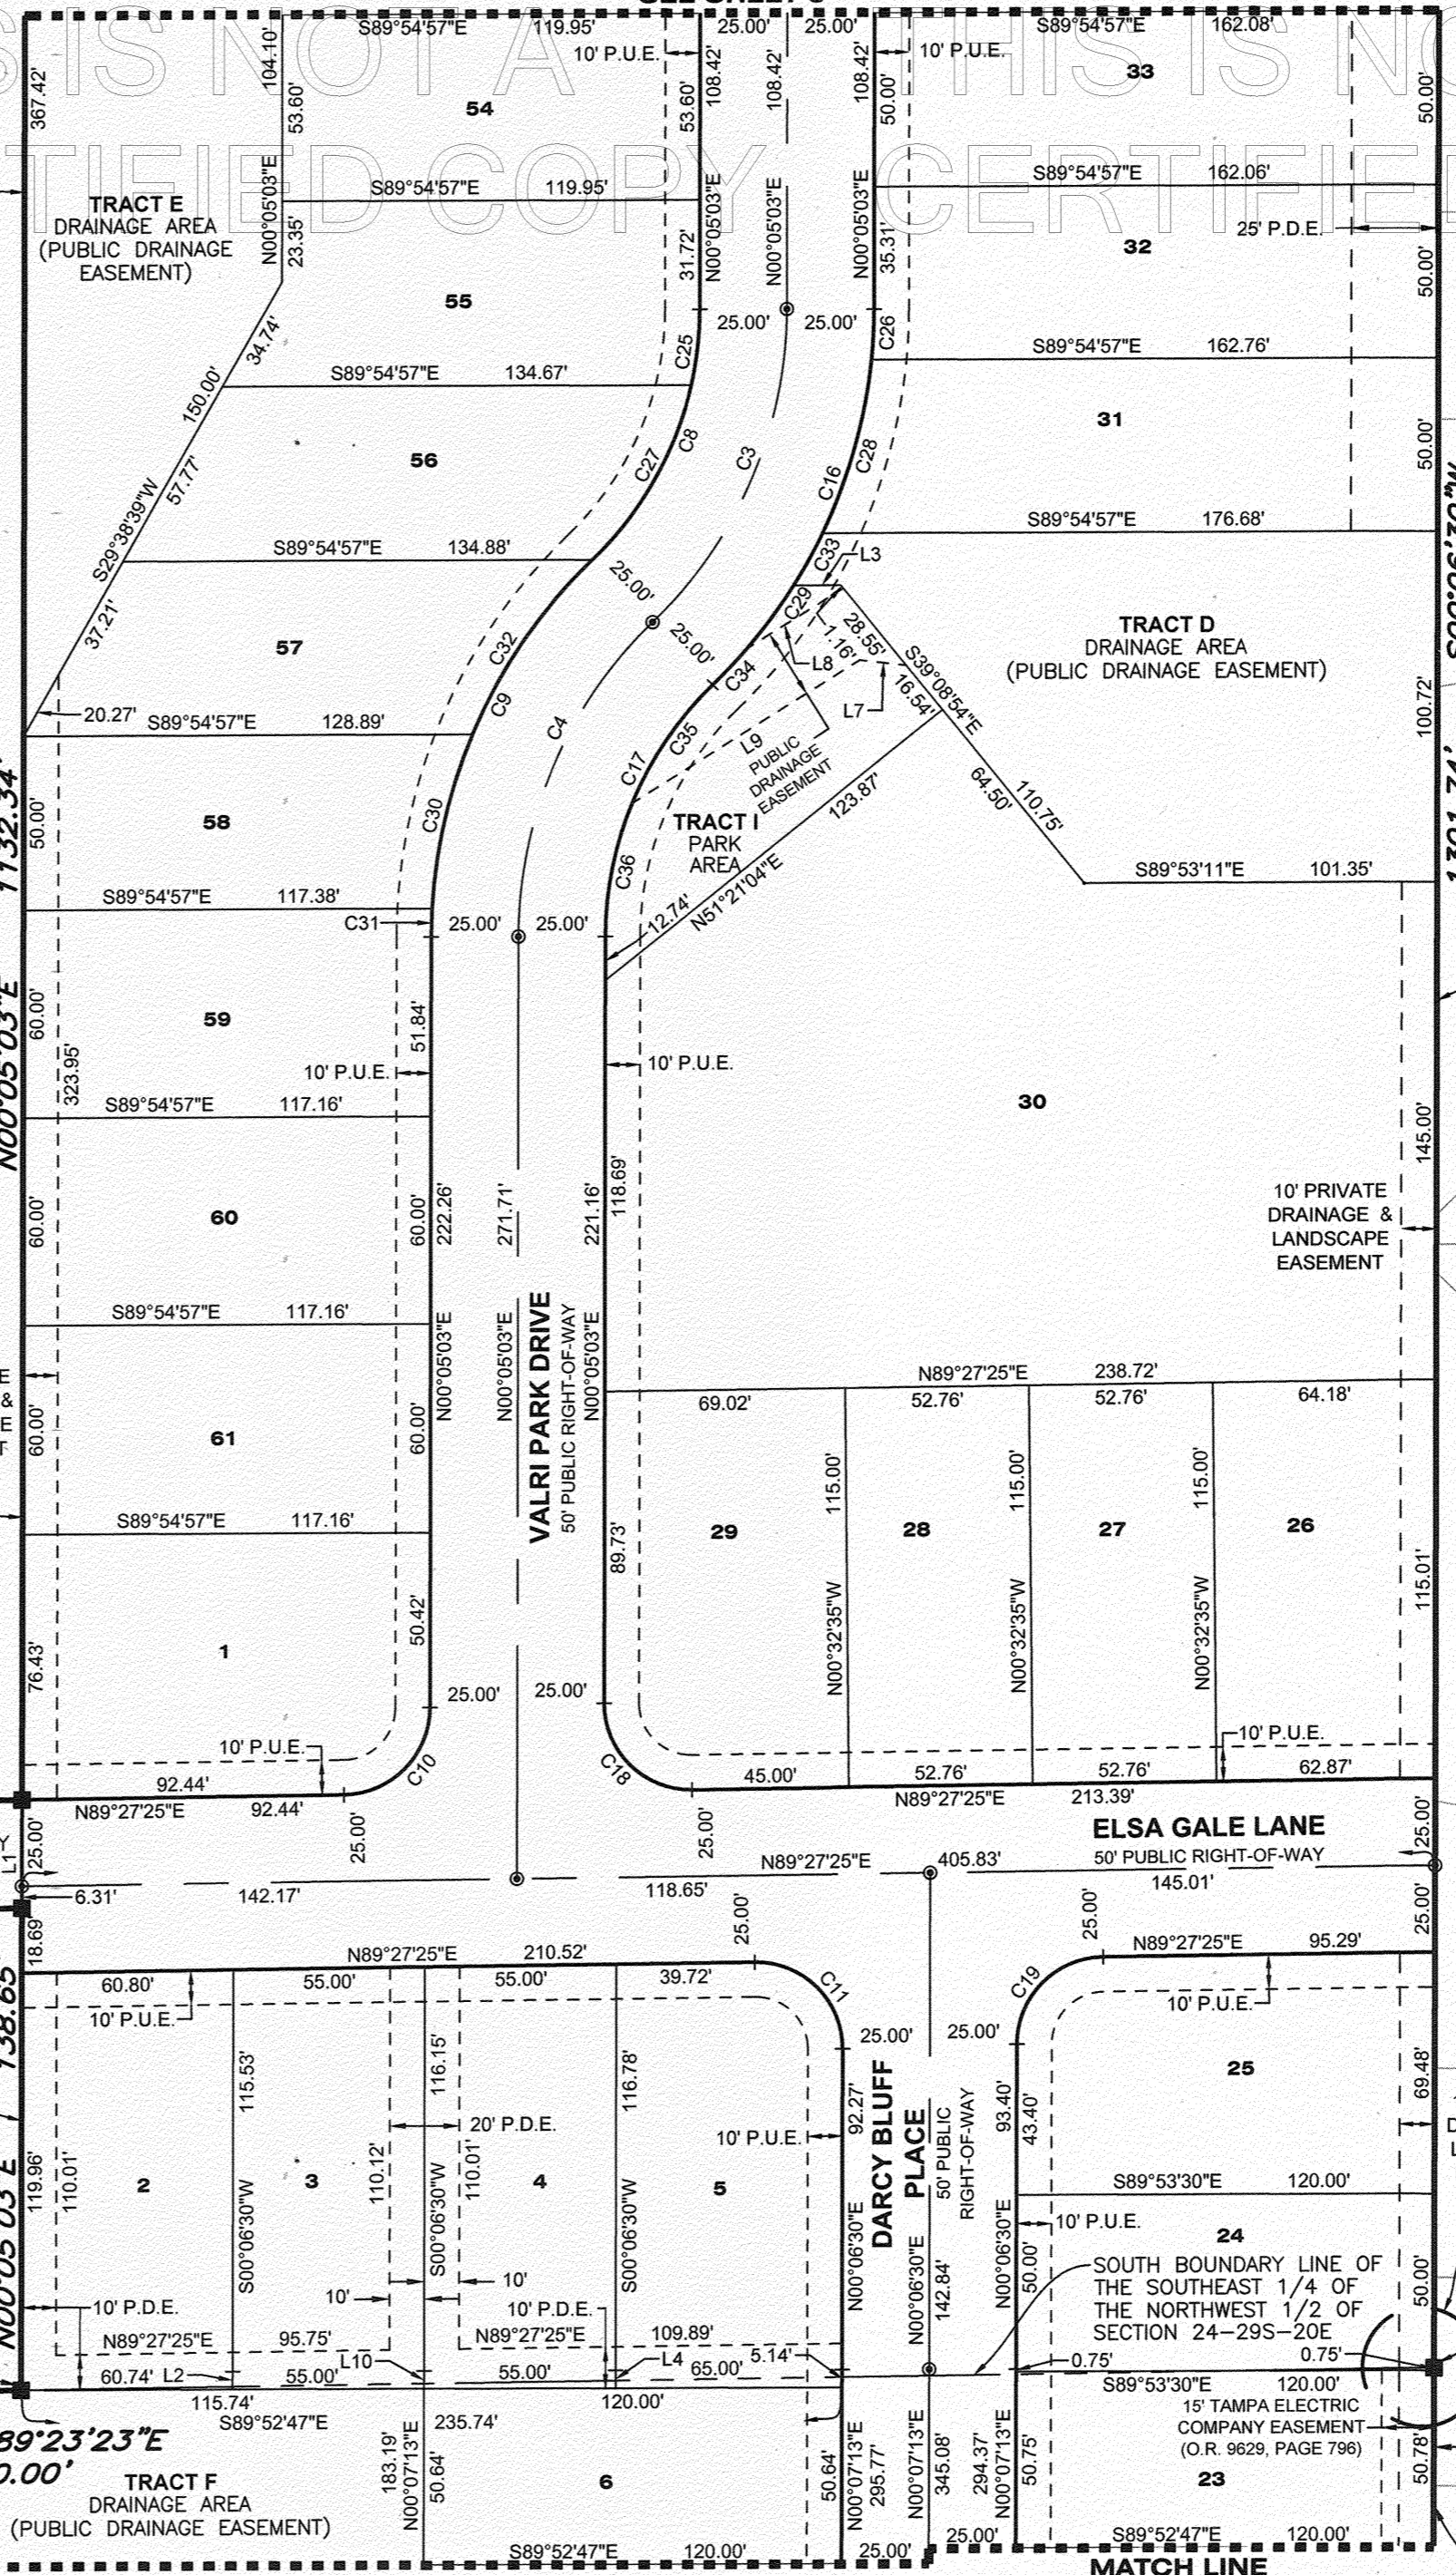 S IS NOT A
THIS IS NO
TIFIED COPY
CERTIFIE
S89°54'57"E 119.95'
25.00' 25.00'
S89°54'57"E 162.08'
10' P.U.E.
10' P.U.E.
33
367.42'
104.10'
53.60'
54
53.60'
108.42'
108.42'
108.42'
50.00'
50.00'
S89°54'57"E 119.95'
S89°54'57"E 162.06'
TRACT E
DRAINAGE AREA
(PUBLIC DRAINAGE
EASEMENT)
N00°05'03"E
23.35'
31.72'
N00°05'03"E
N00°05'03"E
N00°05'03"E
35.31'
25' P.D.E.
32
50.00'
55
25.00' 25.00'
C25
C26
34.74'
150.00'
S89°54'57"E 134.67'
S89°54'57"E 162.76'
56
C27
C8
C3
C16
C28
31
50.00'
57.77'
S29°38'39"W
S89°54'57"E 134.88'
S89°54'57"E 176.68'
25.00'
25.00'
C33
L3
C29
37.21'
57
C32
C9
C4
1.16'
28.55'
S39°08'54"E
16.54'
L8
L7
C34
TRACT D
DRAINAGE AREA
(PUBLIC DRAINAGE EASEMENT)
100.72'
20.27'
S89°54'57"E 128.89'
C35
L9
PUBLIC
DRAINAGE
EASEMENT
C17
64.50'
110.75'
1132.34'
50.00'
58
C30
TRACT I
PARK
AREA
123.87'
C36
S89°53'11"E 101.35'
1301.74'
S89°54'57"E 117.38'
C31
25.00' 25.00'
12.74'
N51°21'04"E
N00°05'03"E
60.00'
59
51.84'
323.95'
10' P.U.E.
10' P.U.E.
S89°54'57"E 117.16'
30
145.00'
60.00'
60
60.00'
222.26'
271.71'
221.16'
118.69'
10' PRIVATE
DRAINAGE &
LANDSCAPE
EASEMENT
S89°54'57"E 117.16'
N00°05'03"E
N00°05'03"E
VALRI PARK DRIVE
50' PUBLIC RIGHT-OF-WAY
N00°05'03"E
N89°27'25"E 238.72'
69.02' 52.76' 52.76' 64.18'
E
&
E
T
60.00'
61
60.00'
115.00'
115.00'
115.00'
S89°54'57"E 117.16'
29
28
27
26
89.73'
115.01'
50.42'
N00°32'35"W
N00°32'35"W
N00°32'35"W
76.43'
1
25.00' 25.00'
10' P.U.E.
10' P.U.E.
C10
C18
92.44'
45.00' 52.76' 52.76' 62.87'
N89°27'25"E 92.44'
N89°27'25"E 213.39'
25.00'
25.00'
25.00'
25.00'
Y
L1
ELSA GALE LANE
50' PUBLIC RIGHT-OF-WAY
N89°27'25"E 405.83'
6.31' 142.17' 118.65' 145.01'
18.69'
25.00'
25.00'
25.00'
N89°27'25"E 210.52'
N89°27'25"E 95.29'
60.80' 55.00' 55.00' 39.72'
C11
C19
10' P.U.E.
10' P.U.E.
138.65'
25.00' 25.00'
115.53'
116.15'
116.78'
25
69.48'
92.27'
DARCY BLUFF
PLACE
50' PUBLIC
RIGHT-OF-WAY
93.40'
43.40'
20' P.D.E.
10' P.U.E.
119.96'
110.01'
2
3
110.12'
110.01'
4
5
S89°53'30"E 120.00'
S00°06'30"W
S00°06'30"W
S00°06'30"W
N00°06'30"E
N00°06'30"E
N00°06'30"E
10' P.U.E.
24
50.00'
50.00'
142.84'
SOUTH BOUNDARY LINE OF
THE SOUTHEAST 1/4 OF
THE NORTHWEST 1/2 OF
SECTION 24-29S-20E
N00°05'03"E
10'
10'
10' P.D.E.
10' P.D.E.
N89°27'25"E 95.75'
N89°27'25"E 109.89'
L10
L4
5.14'
0.75'
0.75'
60.74' L2 55.00' 55.00' 65.00'
115.74'
120.00'
S89°53'30"E 120.00'
S89°52'47"E 235.74'
89°23'23"E
0.00'
15' TAMPA ELECTRIC
COMPANY EASEMENT
(O.R. 9629, PAGE 796)
TRACT F
DRAINAGE AREA
(PUBLIC DRAINAGE EASEMENT)
183.19'
N00°07'13"E
50.64'
6
50.64'
N00°07'13"E
295.77'
N00°07'13"E
345.08'
294.37'
N00°07'13"E
50.75'
23
50.78'
S89°52'47"E 120.00'
25.00'
25.00'
S89°52'47"E 120.00'
MATCH LINE